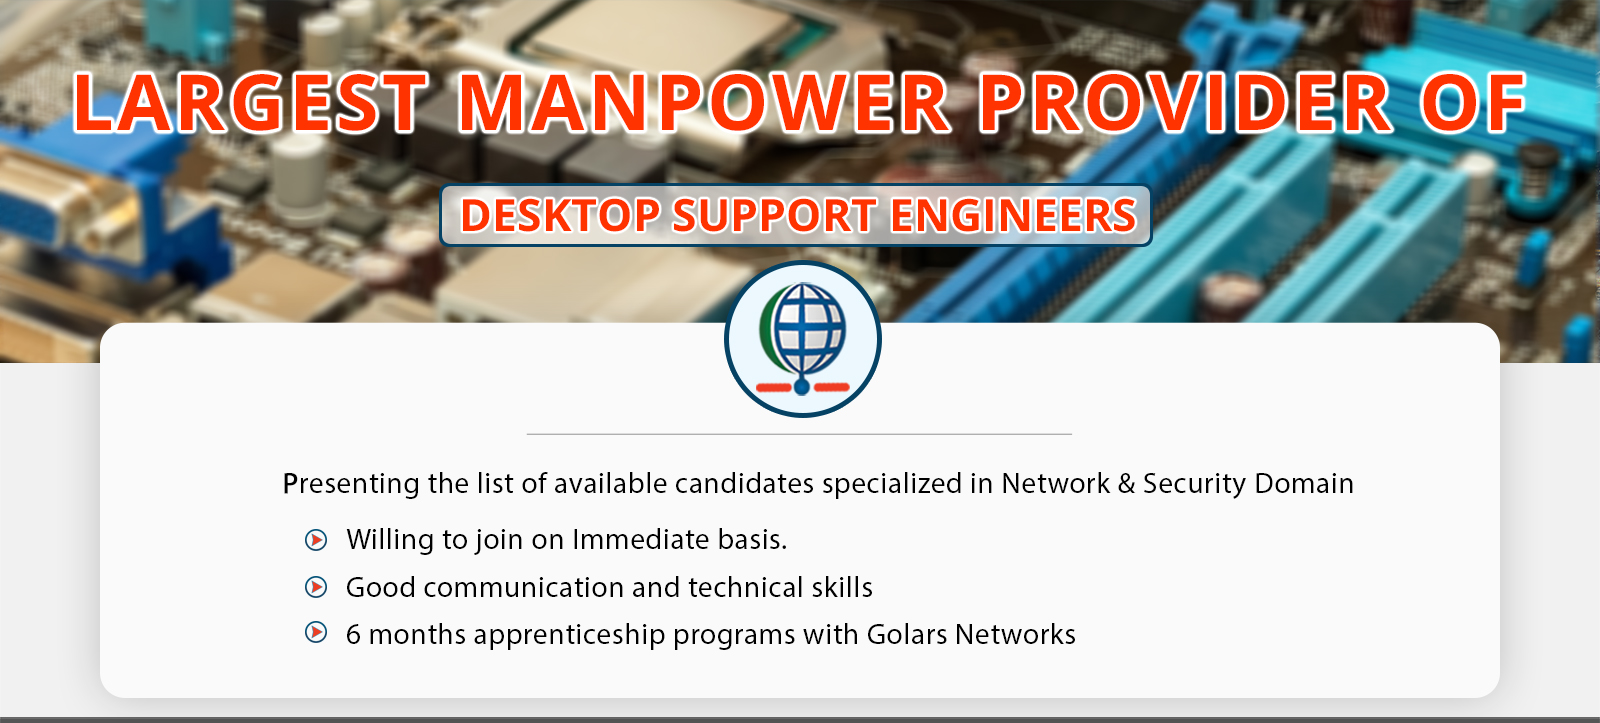 LARGEST MANPOWER PROVIDER OF
DESKTOP SUPPORT ENGINEERS
Presenting the list of available candidates specialized in Network & Security Domain
Willing to join on Immediate basis.
Good communication and technical skills
6 months apprenticeship programs with Golars Networks